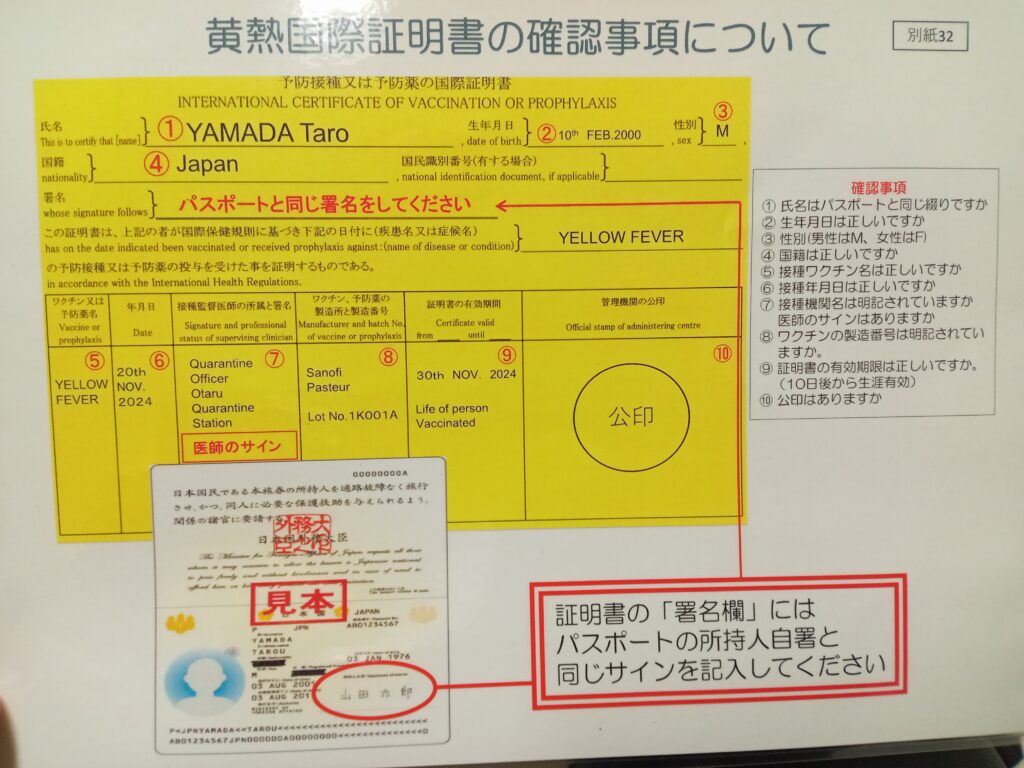 黄熱国際証明書の確認事項について
別紙32
予防接種又は予防薬の国際証明書
INTERNATIONAL CERTIFICATE OF VACCINATION OR PROPHYLAXIS
氏名
This is to certify that [name]
①YAMADA Taro
生年月日
, date of birth
②10th FEB.2000
性別
, sex
③
M
国籍
nationality
④ Japan
国民識別番号(有する場合)
, national identification document, if applicable
署名
whose signature follows
パスポートと同じ署名をしてください
この証明書は、上記の者が国際保健規則に基づき下記の日付に(疾患名又は症候名)
has on the date indicated been vaccinated or received prophylaxis against:(name of disease or condition)
YELLOW FEVER
の予防接種又は予防薬の投与を受けた事を証明するものである。
in accordance with the International Health Regulations.
ワクチン又は
予防薬名
Vaccine or
prophylaxis
年月日
Date
接種監督医師の所属と署名
Signature and professional
status of supervising clinician
ワクチン、予防薬の
製造所と製造番号
Manufacturer and batch No.
of vaccine or prophylaxis
証明書の有効期間
Certificate valid
from until
管理機関の公印
Official stamp of administering centre
⑤
YELLOW
FEVER
⑥
20th
NOV.
2024
⑦
Quarantine
Officer
Otaru
Quarantine
Station
医師のサイン
⑧
Sanofi
Pasteur
Lot No.1K001A
⑨
30th NOV. 2024
Life of person
Vaccinated
⑩
公印
確認事項
① 氏名はパスポートと同じ綴りですか
② 生年月日は正しいですか
③ 性別(男性はM、女性はF)
④ 国籍は正しいですか
⑤ 接種ワクチン名は正しいですか
⑥ 接種年月日は正しいですか
⑦ 接種機関名は明記されていますか
医師のサインはありますか
⑧ ワクチンの製造番号は明記されてい
ますか。
⑨ 証明書の有効期限は正しいですか。
(10日後から生涯有効)
⑩ 公印はありますか
00000000A
日本国民である本旅券の所持人を通路故障なく旅行
させ、かつ、同人に必要な保護扶助を与えられるよう、
関係の諸官に要請する。
日本国外務大臣
見本
日本国
JAPAN
P
JPN
AB01234567
YAMADA
TAROU
05 JAN 1976
M
03 AUG
03 AUG
MINISTRY OF
FOREIGN AFFAIRS
山田太郎
証明書の「署名欄」には
パスポートの所持人自署と
同じサインを記入してください